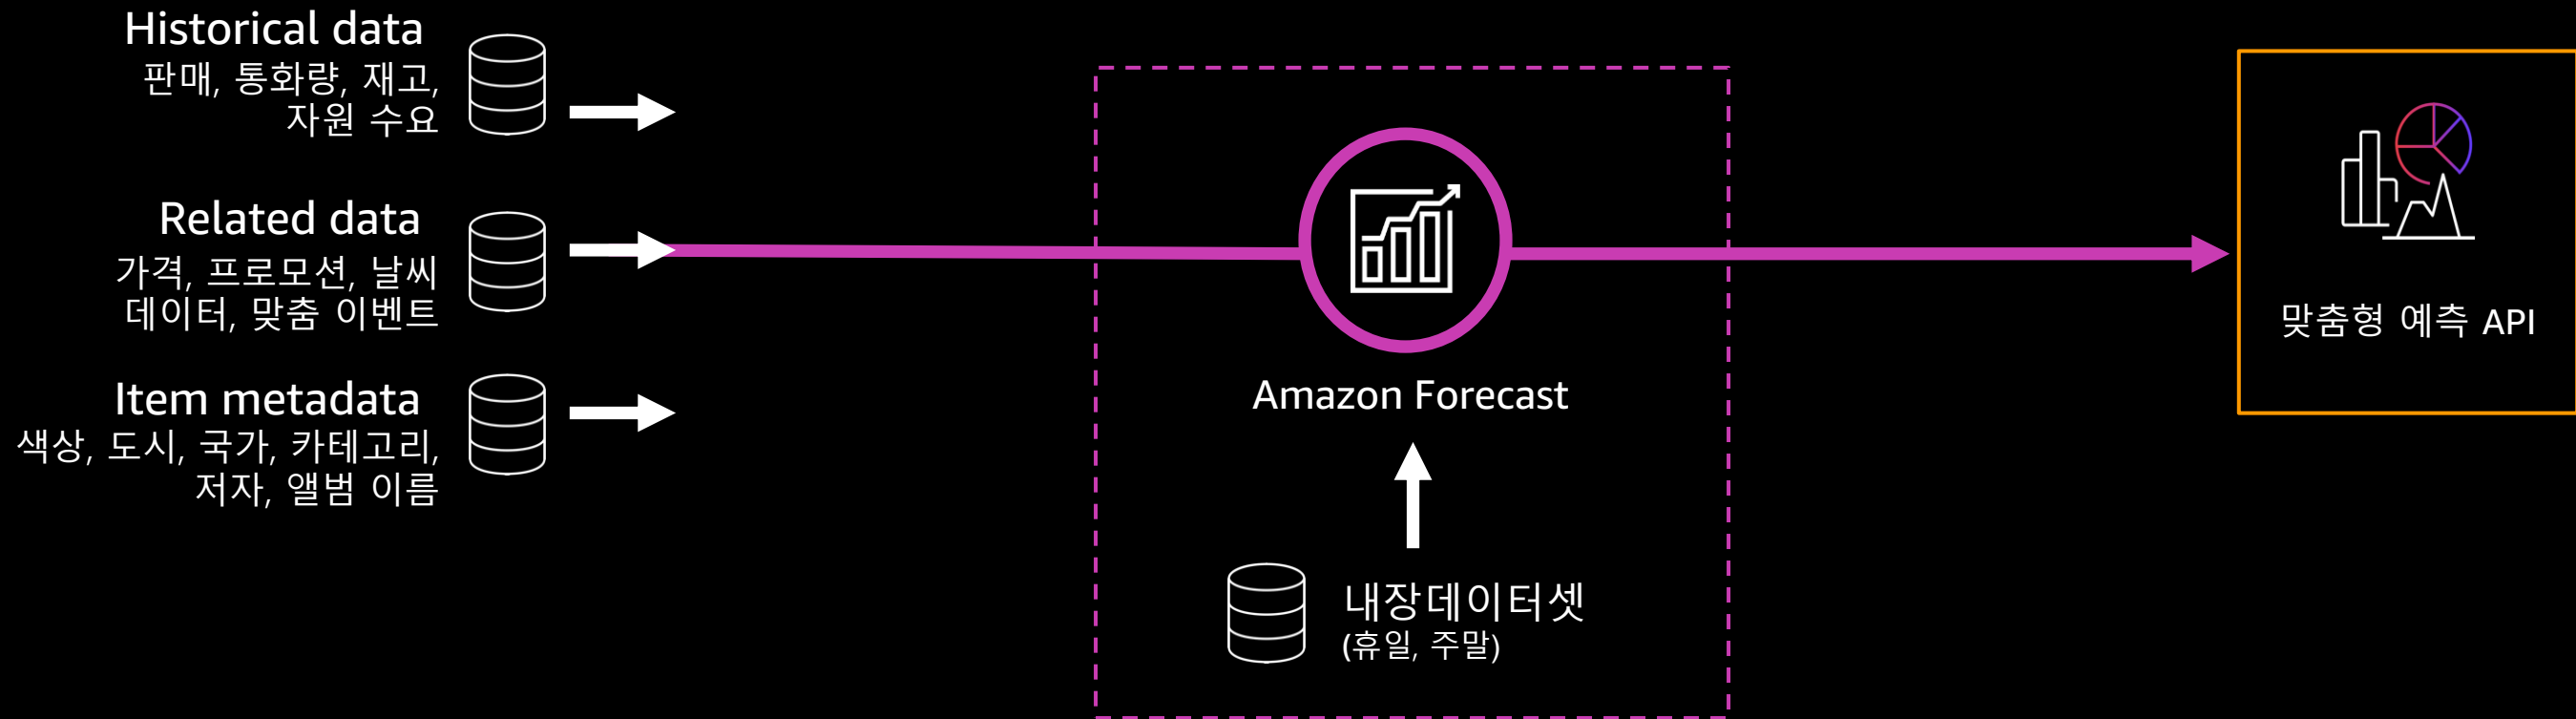 Historical data
판매, 통화량, 재고,
자원 수요
Related data
가격, 프로모션, 날씨
데이터, 맞춤 이벤트
Item metadata
색상, 도시, 국가, 카테고리,
저자, 앨범 이름
Amazon Forecast
내장데이터셋
(휴일, 주말)
맞춤형 예측 API